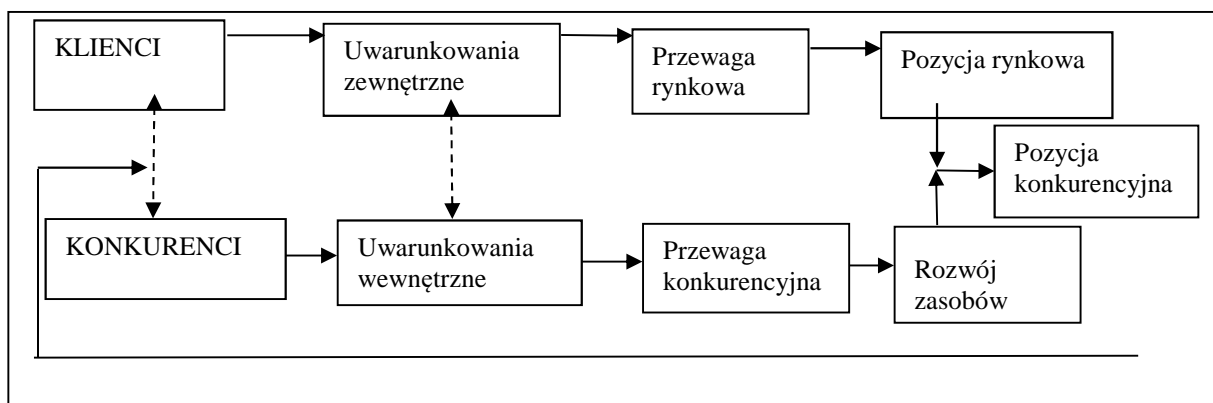 KLIENCI
Uwarunkowania
zewnętrzne
Przewaga
rynkowa
Pozycja rynkowa
Pozycja
konkurencyjna
KONKURENCI
Uwarunkowania
wewnętrzne
Przewaga
konkurencyjna
Rozwój
zasobów